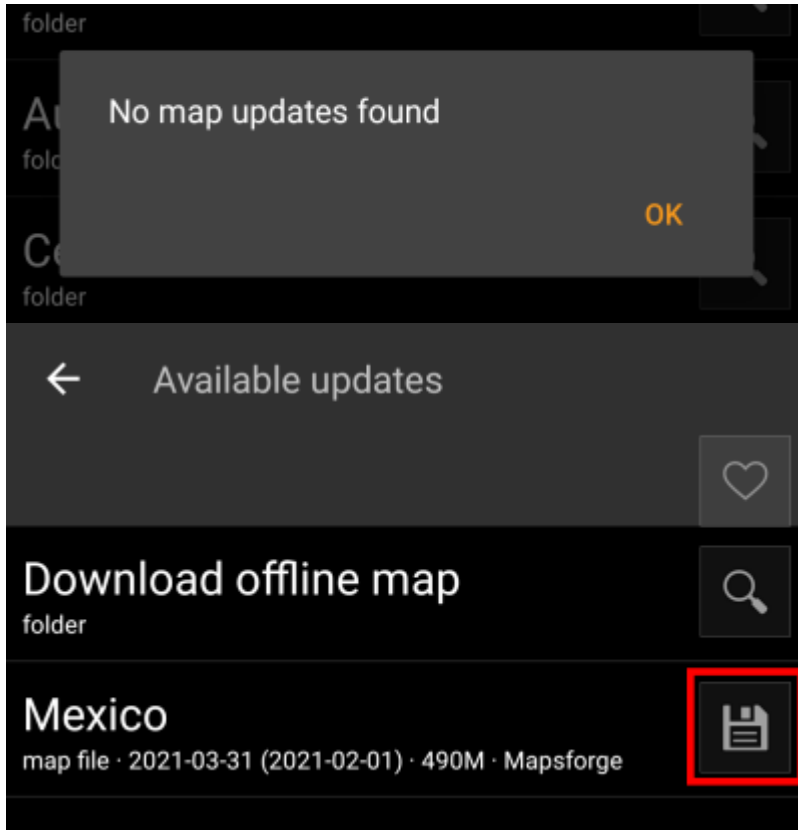 folder
No map updates found
OK
folder
Available updates
Download offline map
folder
Mexico
map file · 2021-03-31 (2021-02-01) · 490M · Mapsforge